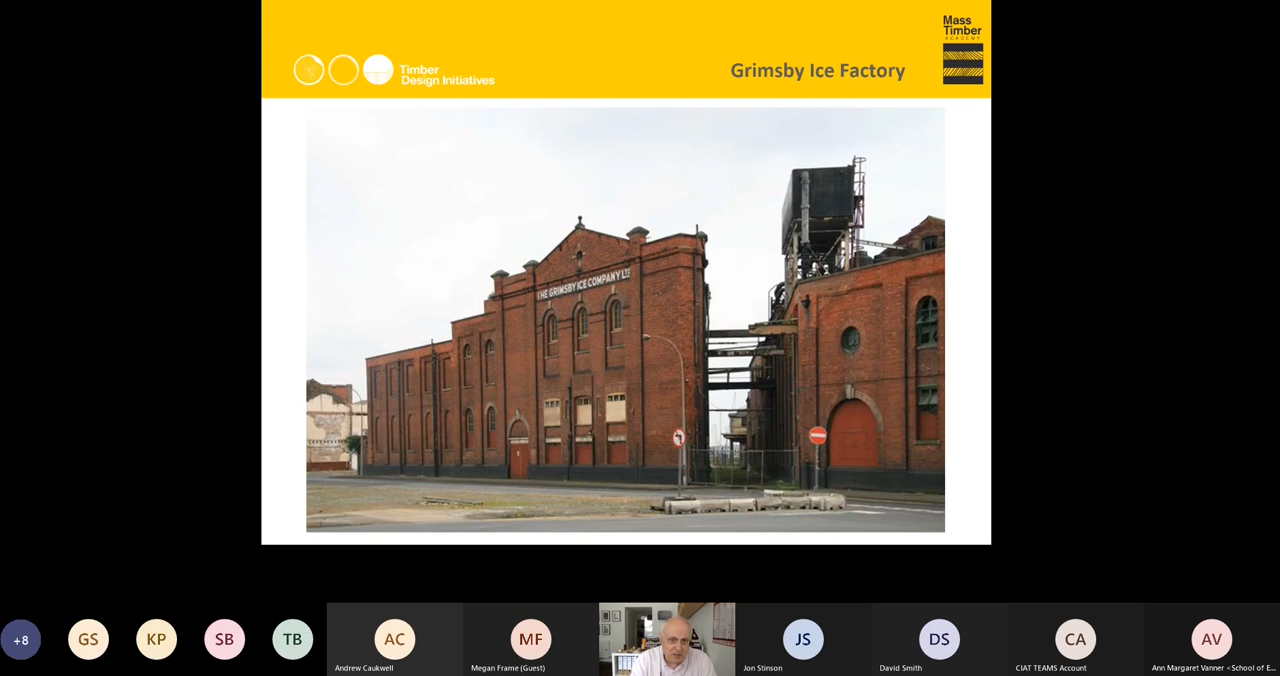 Mass
Timber
ACADEMY
Timber
Design Initiatives
Grimsby Ice Factory
THE GRIMSBY ICE COMPANY LTD
+8
GS
KP
SB
TB
AC
MF
JS
DS
CA
AV
Andrew Caukwell
Megan Frame (Guest)
Jon Stinson
David Smith
CIAT TEAMS Account
Ann Margaret Vanner <School of E...